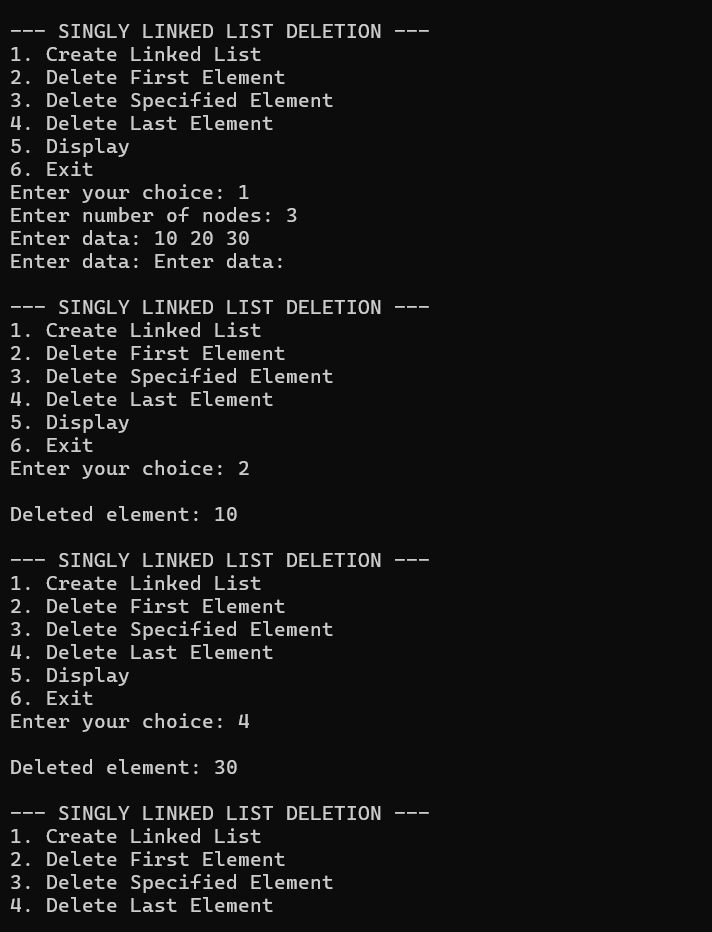 --- SINGLY LINKED LIST DELETION ---
1. Create Linked List
2. Delete First Element
3. Delete Specified Element
4. Delete Last Element
5. Display
6. Exit
Enter your choice: 1
Enter number of nodes: 3
Enter data: 10 20 30
Enter data: Enter data:
--- SINGLY LINKED LIST DELETION ---
1. Create Linked List
2. Delete First Element
3. Delete Specified Element
4. Delete Last Element
5. Display
6. Exit
Enter your choice: 2
Deleted element: 10
--- SINGLY LINKED LIST DELETION ---
1. Create Linked List
2. Delete First Element
3. Delete Specified Element
4. Delete Last Element
5. Display
6. Exit
Enter your choice: 4
Deleted element: 30
--- SINGLY LINKED LIST DELETION ---
1. Create Linked List
2. Delete First Element
3. Delete Specified Element
4. Delete Last Element